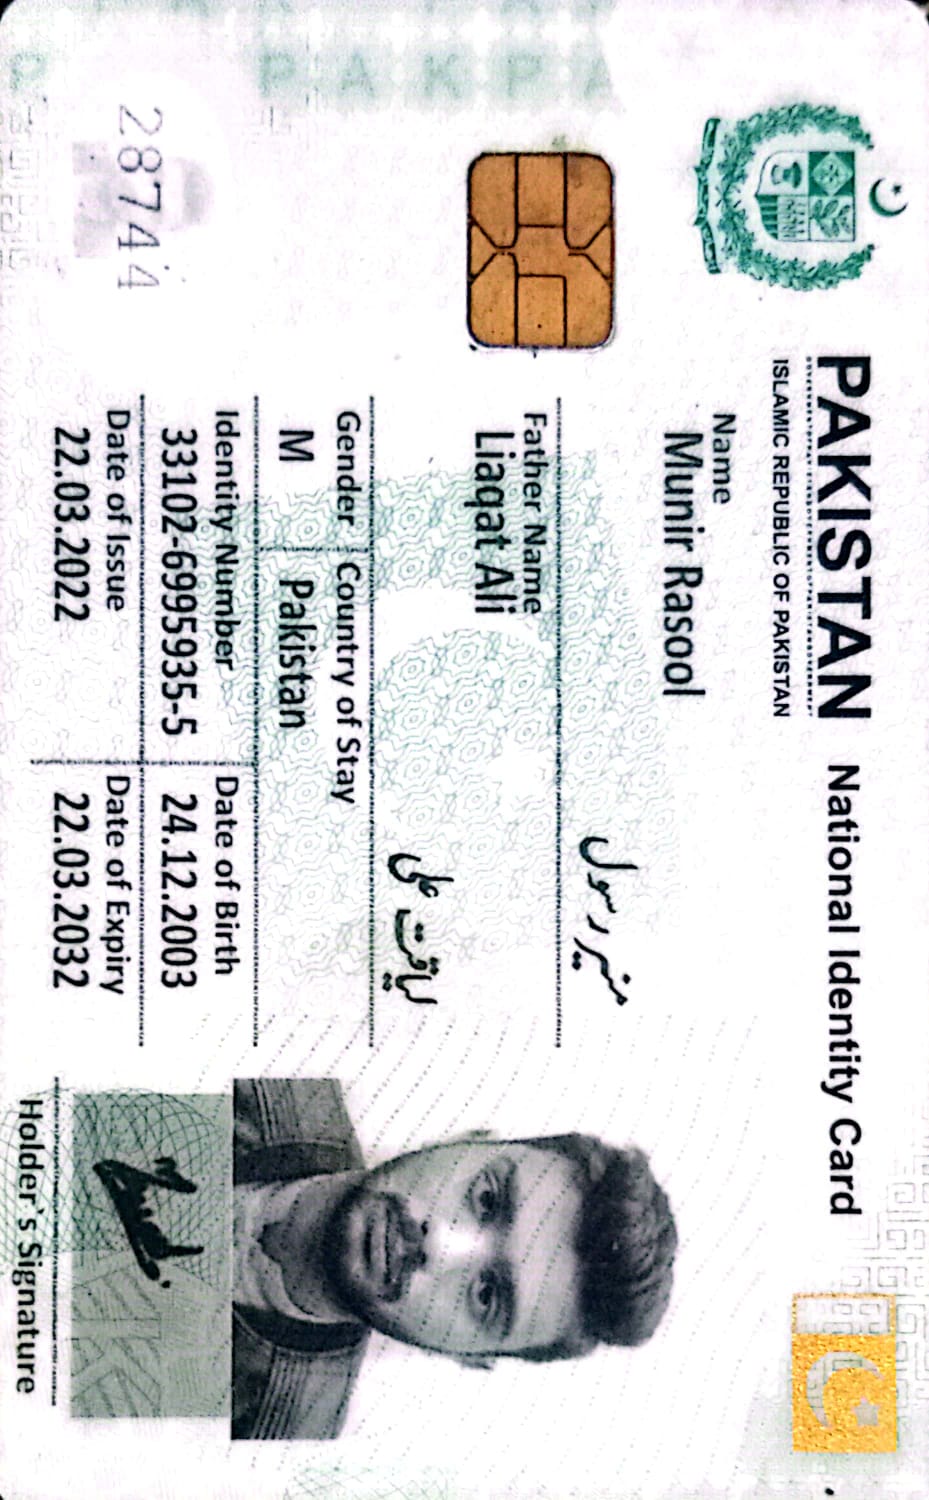 PAKISTAN National Identity Card
ISLAMIC REPUBLIC OF PAKISTAN
Name
Munir Rasool
منیر رسول
Father Name
Liaqat Ali
لیاقت علی
Gender Country of Stay
M Pakistan
Identity Number Date of Birth
33102-6995935-5 24.12.2003
28744
Date of Issue Date of Expiry
22.03.2022 22.03.2032
Holder`s Signature